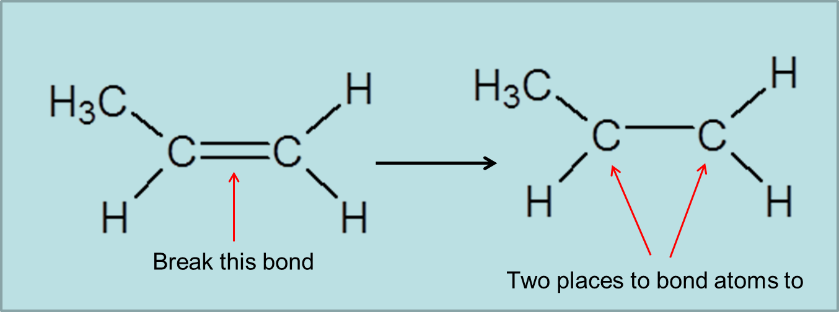 H₃C H H₃C H
C C C C
H H H H
Break this bond
Two places to bond atoms to